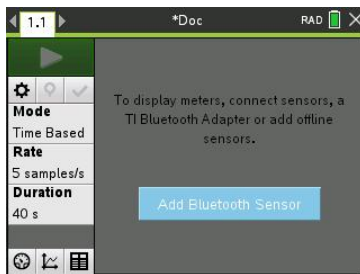 1.1 *Doc RAD
Mode
Time Based
Rate
5 samples/s
Duration
40 s
To display meters, connect sensors, a
TI Bluetooth Adapter or add offline
sensors.
Add Bluetooth Sensor